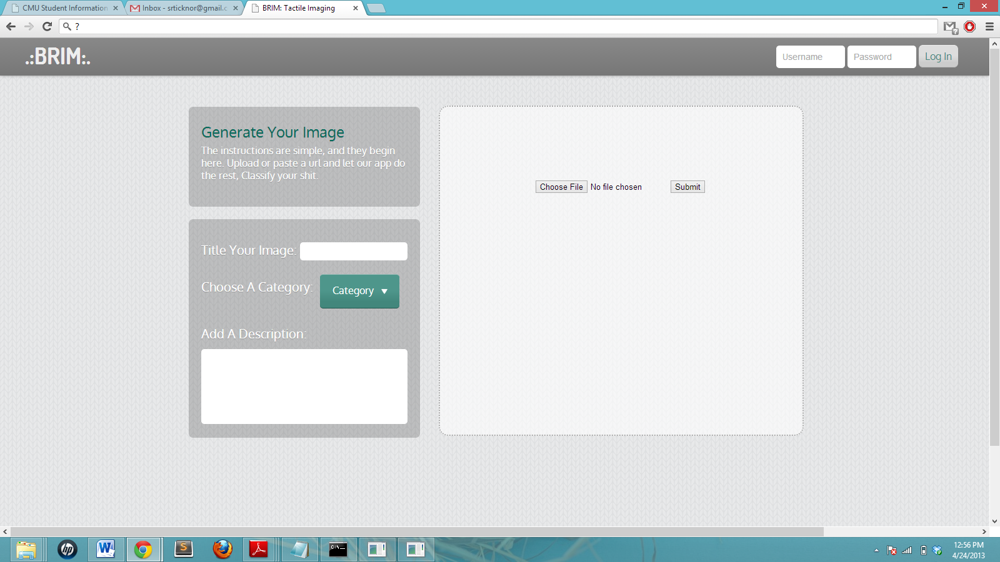 CMU Student Information
Inbox - srticknor@gmail.c
BRIM: Tactile Imaging
?
.:BRIM:.
Username
Password
Log In
Generate Your Image
The instructions are simple, and they begin
here. Upload or paste a url and let our app do
the rest, Classify your shit.
Choose File
No file chosen
Submit
Title Your Image:
Choose A Category:
Category
Add A Description:
12:56 PM
4/24/2013